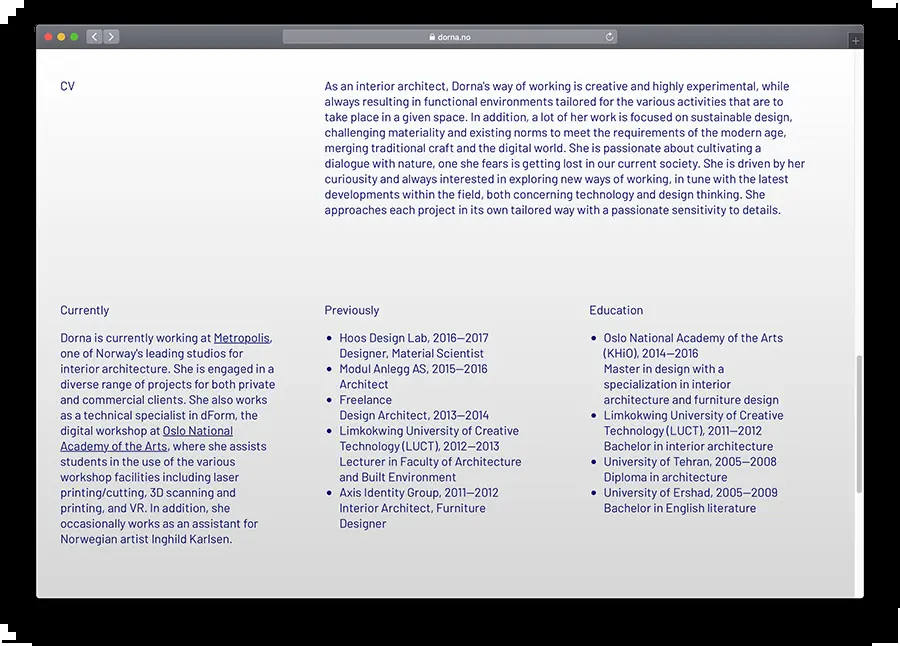 dorna.no
CV
As an interior architect, Dorna's way of working is creative and highly experimental, while
always resulting in functional environments tailored for the various activities that are to
take place in a given space. In addition, a lot of her work is focused on sustainable design,
challenging materiality and existing norms to meet the requirements of the modern age,
merging traditional craft and the digital world. She is passionate about cultivating a
dialogue with nature, one she fears is getting lost in our current society. She is driven by her
curiousity and always interested in exploring new ways of working, in tune with the latest
developments within the field, both concerning technology and design thinking. She
approaches each project in its own tailored way with a passionate sensitivity to details.
Currently
Dorna is currently working at Metropolis,
one of Norway's leading studios for
interior architecture. She is engaged in a
diverse range of projects for both private
and commercial clients. She also works
as a technical specialist in dForm, the
digital workshop at Oslo National
Academy of the Arts, where she assists
students in the use of the various
workshop facilities including laser
printing/cutting, 3D scanning and
printing, and VR. In addition, she
occasionally works as an assistant for
Norwegian artist Inghild Karlsen.
Previously
• Hoos Design Lab, 2016—2017
Designer, Material Scientist
• Modul Anlegg AS, 2015—2016
Architect
• Freelance
Design Architect, 2013—2014
• Limkokwing University of Creative
Technology (LUCT), 2012—2013
Lecturer in Faculty of Architecture
and Built Environment
• Axis Identity Group, 2011—2012
Interior Architect, Furniture
Designer
Education
• Oslo National Academy of the Arts
(KHiO), 2014—2016
Master in design with a
specialization in interior
architecture and furniture design
• Limkokwing University of Creative
Technology (LUCT), 2011—2012
Bachelor in interior architecture
• University of Tehran, 2005—2008
Diploma in architecture
• University of Ershad, 2005—2009
Bachelor in English literature